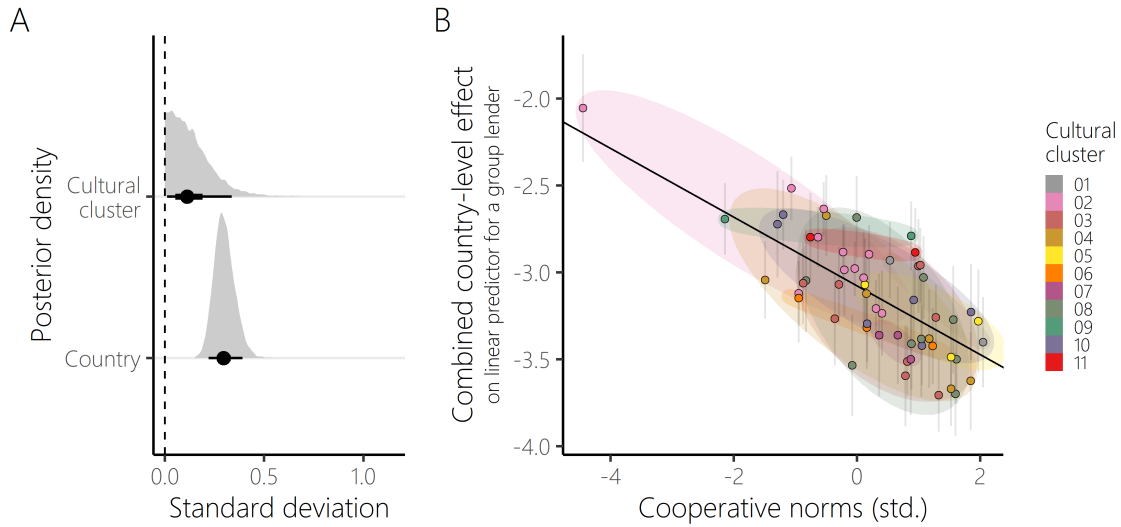 A
Posterior density
Cultural
cluster
Country
0.0
0.5
1.0
Standard deviation
B
Combined country-level effect
on linear predictor for a group lender
-2.0
-2.5
-3.0
-3.5
-4.0
-4
-2
0
2
Cooperative norms (std.)
Cultural
cluster
01
02
03
04
05
06
07
08
09
10
11